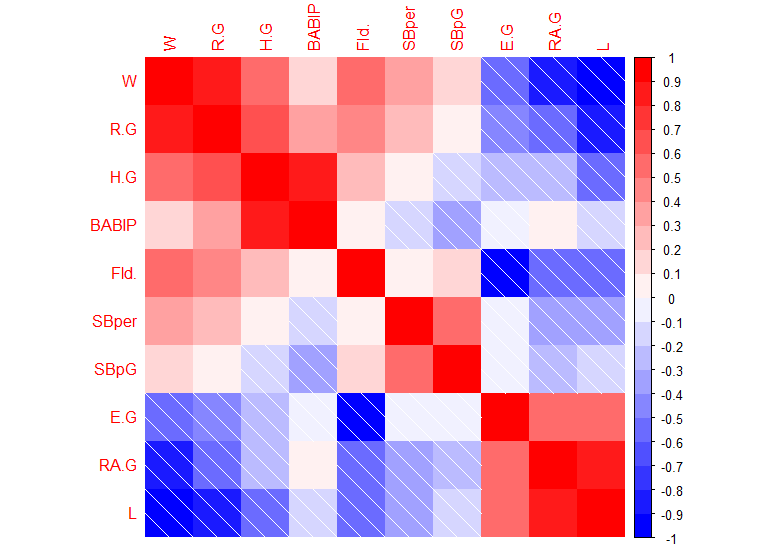 W R.G H.G BABIP Fld. SBper SBpG E.G RA.G L
W
R.G
H.G
BABIP
Fld.
SBper
SBpG
E.G
RA.G
L
1
0.9
0.8
0.7
0.6
0.5
0.4
0.3
0.2
0.1
0
-0.1
-0.2
-0.3
-0.4
-0.5
-0.6
-0.7
-0.8
-0.9
-1